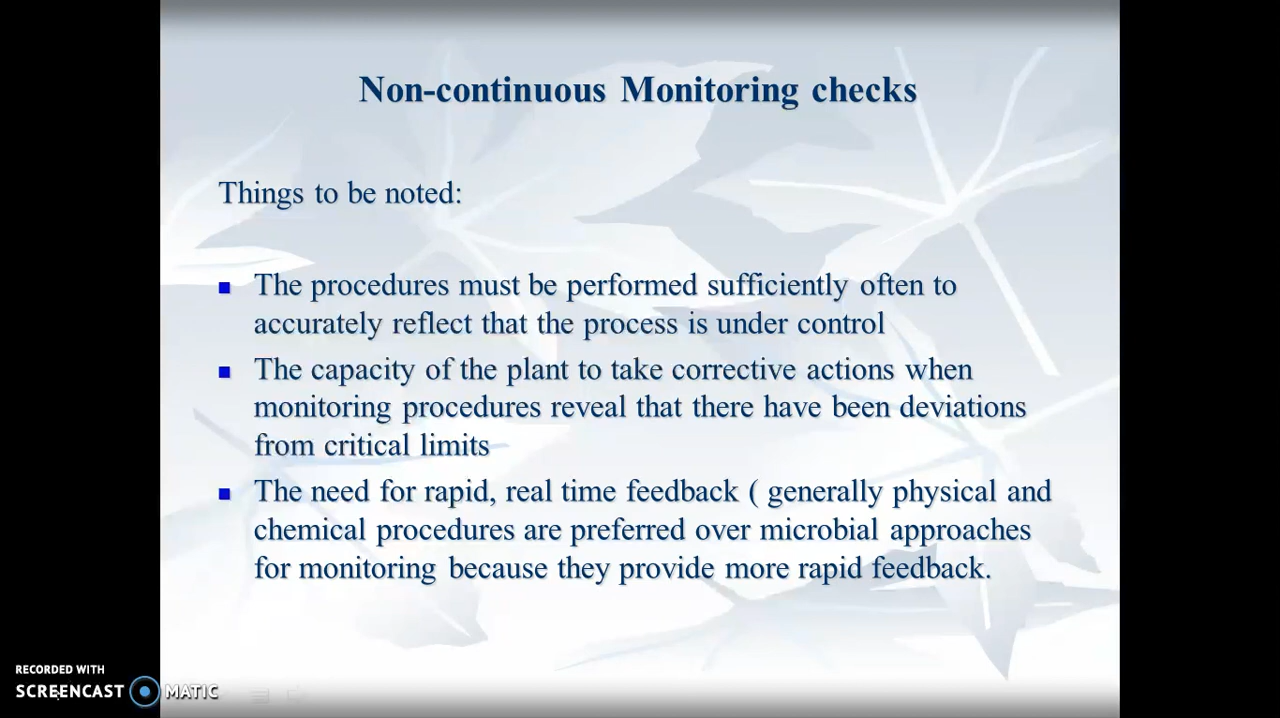 Non-continuous Monitoring checks
Things to be noted:
The procedures must be performed sufficiently often to
accurately reflect that the process is under control
The capacity of the plant to take corrective actions when
monitoring procedures reveal that there have been deviations
from critical limits
The need for rapid, real time feedback ( generally physical and
chemical procedures are preferred over microbial approaches
for monitoring because they provide more rapid feedback.
RECORDED WITH
SCREENCAST MATIC